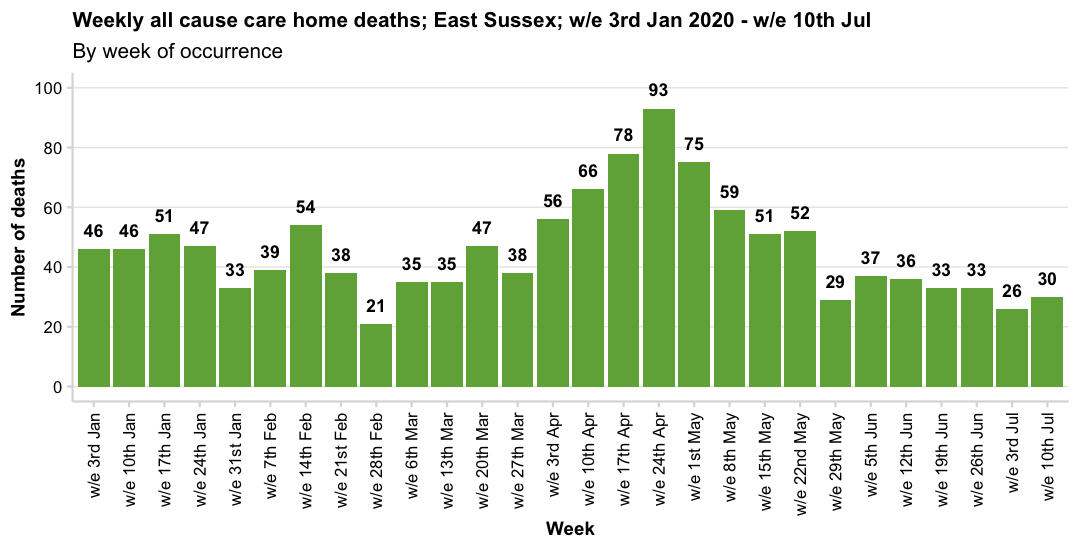 Weekly all cause care home deaths; East Sussex; w/e 3rd Jan 2020 - w/e 10th Jul
By week of occurrence
Number of deaths
100
80
60
40
20
0
46
46
51
47
33
39
54
38
21
35
35
47
38
56
66
78
93
75
59
51
52
29
37
36
33
33
26
30
w/e 3rd Jan
w/e 10th Jan
w/e 17th Jan
w/e 24th Jan
w/e 31st Jan
w/e 7th Feb
w/e 14th Feb
w/e 21st Feb
w/e 28th Feb
w/e 6th Mar
w/e 13th Mar
w/e 20th Mar
w/e 27th Mar
w/e 3rd Apr
w/e 10th Apr
w/e 17th Apr
w/e 24th Apr
w/e 1st May
w/e 8th May
w/e 15th May
w/e 22nd May
w/e 29th May
w/e 5th Jun
w/e 12th Jun
w/e 19th Jun
w/e 26th Jun
w/e 3rd Jul
w/e 10th Jul
Week